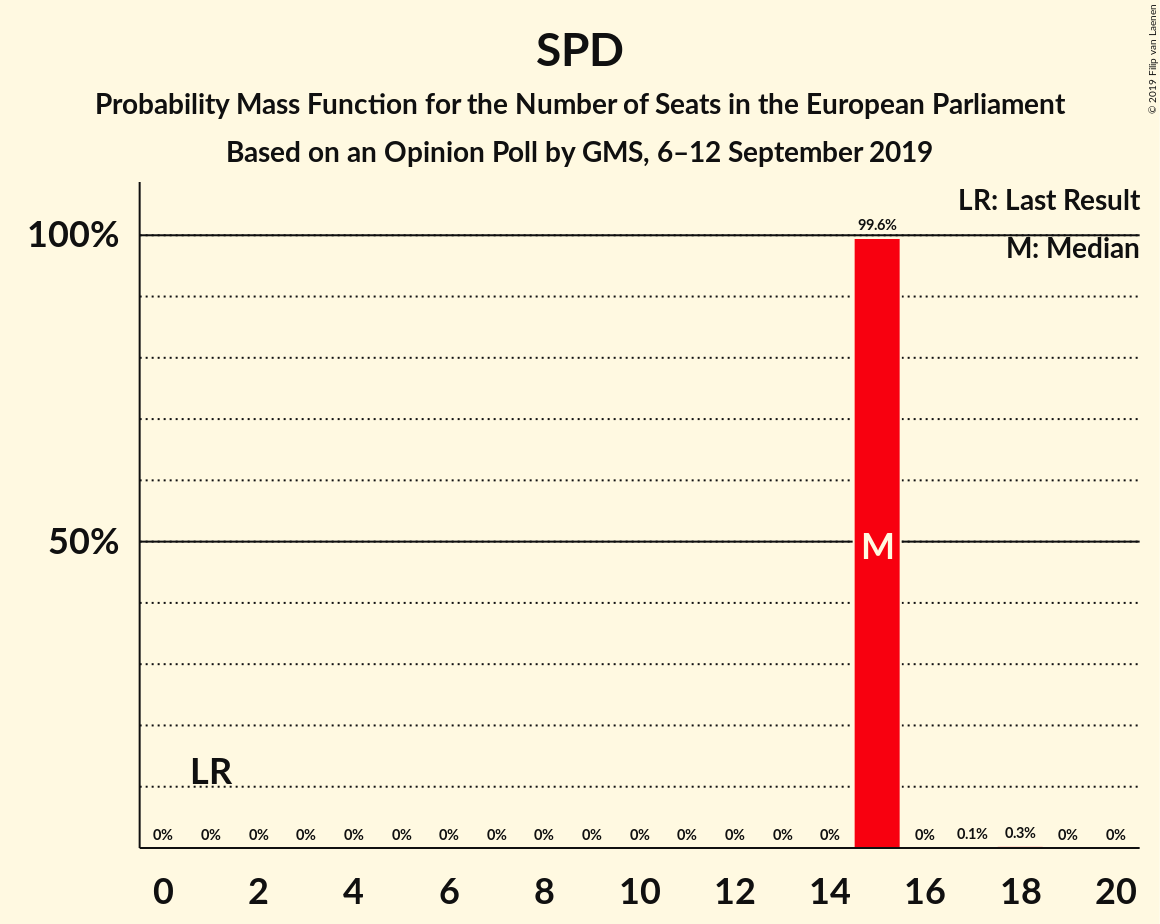 SPD
Probability Mass Function for the Number of Seats in the European Parliament
Based on an Opinion Poll by GMS, 6–12 September 2019
© 2019 Filip van Laenen
LR: Last Result
M: Median
99.6%
100%
50%
M
LR
0% 0% 0% 0% 0% 0% 0% 0% 0% 0% 0% 0% 0% 0% 0% 0% 0.1% 0.3% 0% 0%
0 2 4 6 8 10 12 14 16 18 20